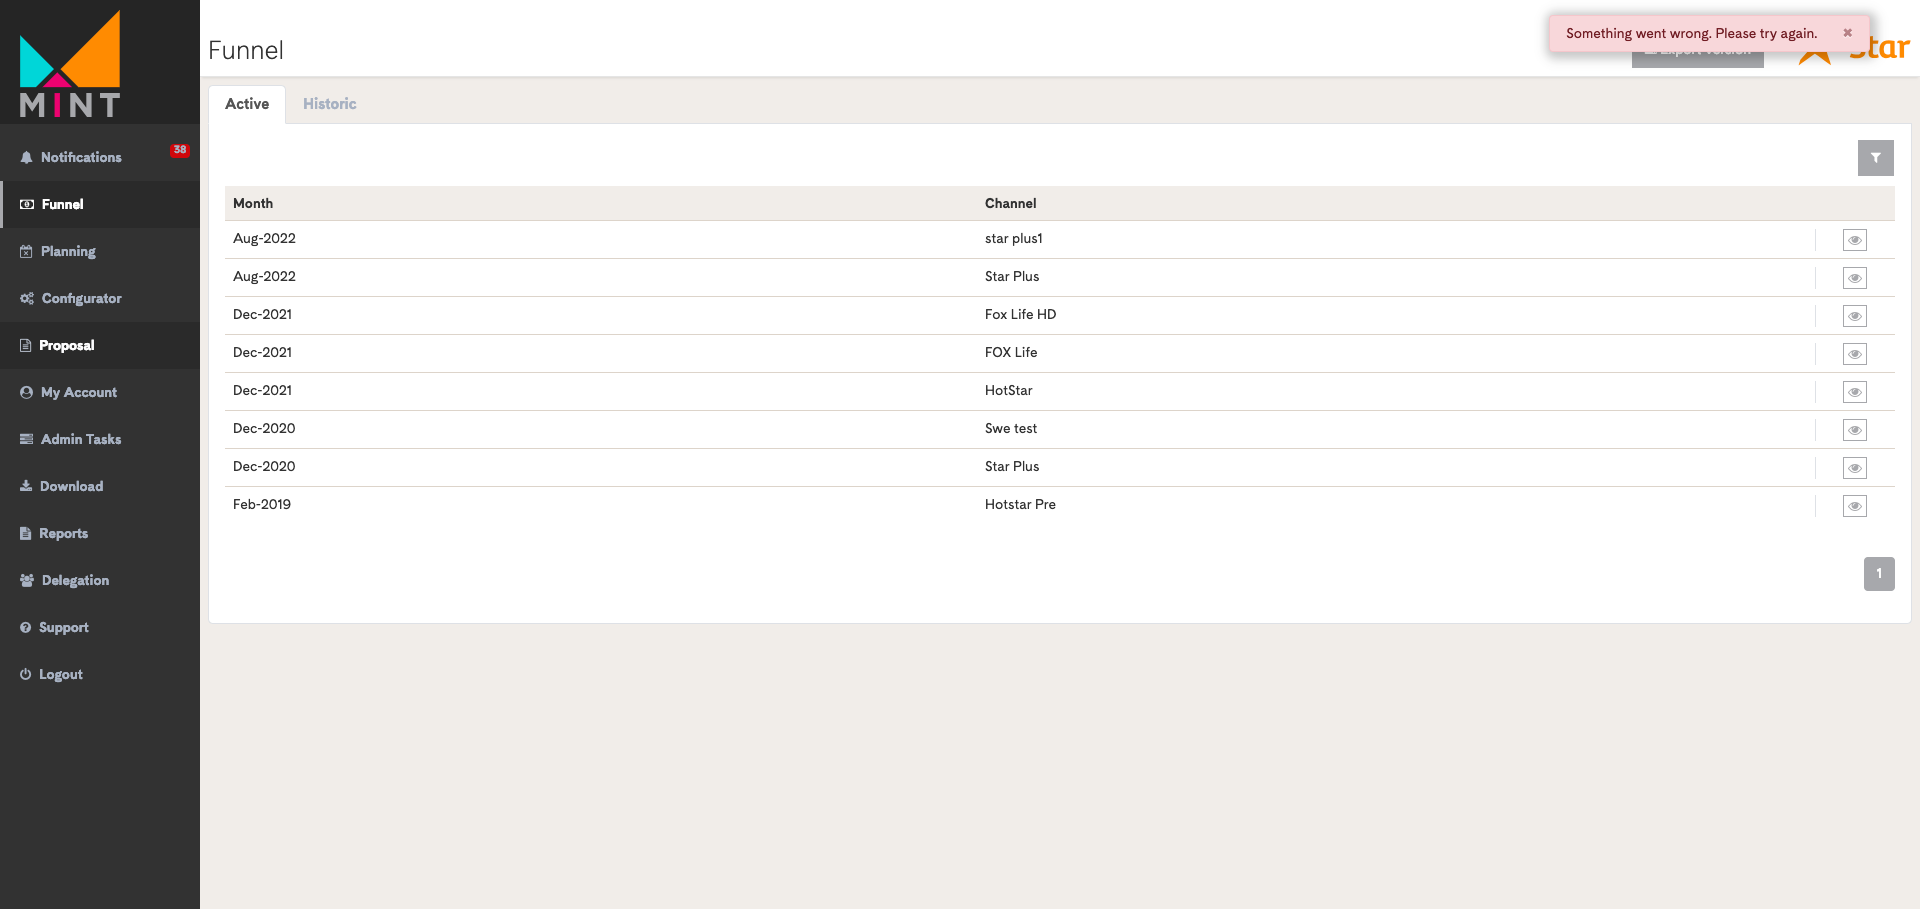 MINT
Notifications 38
Funnel
Planning
Configurator
Proposal
My Account
Admin Tasks
Download
Reports
Delegation
Support
Logout
Funnel
Something went wrong. Please try again.
Export Version
Star
Active Historic
Month Channel
Aug-2022 star plus1
Aug-2022 Star Plus
Dec-2021 Fox Life HD
Dec-2021 FOX Life
Dec-2021 HotStar
Dec-2020 Swe test
Dec-2020 Star Plus
Feb-2019 Hotstar Pre
1